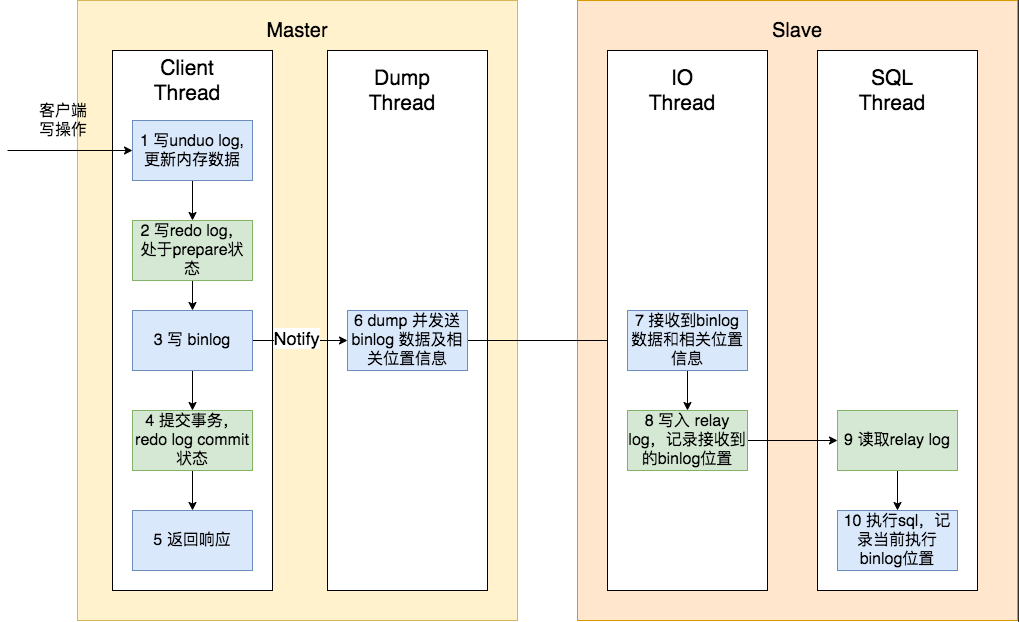 Master
Slave
Client
Thread
Dump
Thread
IO
Thread
SQL
Thread
客户端
写操作
1 写unduo log,
更新内存数据
2 写redo log，
处于prepare状
态
3 写 binlog
Notify
6 dump 并发送
binlog 数据及相
关位置信息
7 接收到binlog
数据和相关位置
信息
4 提交事务，
redo log commit
状态
8 写入 relay
log，记录接收到
的binlog位置
9 读取relay log
5 返回响应
10 执行sql，记
录当前执行
binlog位置